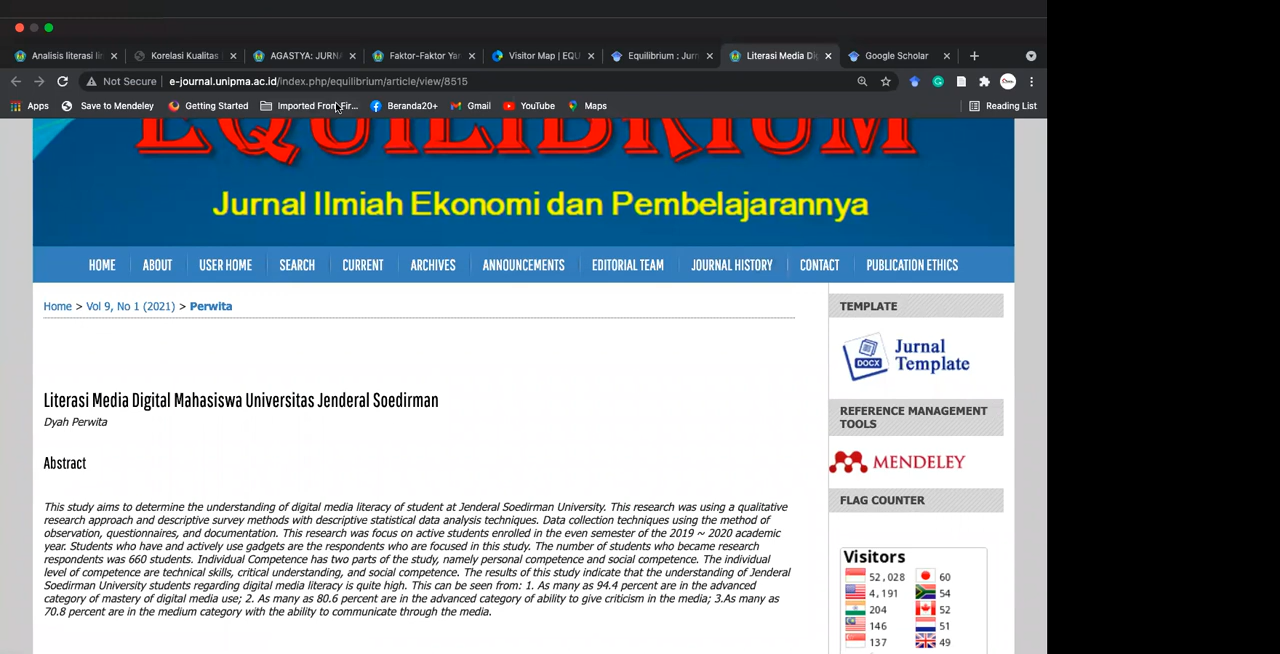 Analisis literasi li
Korelasi Kualitas
AGASTYA: JURNA
Faktor-Faktor Yan
Visitor Map | EQU
Equilibrium : Jurn
Literasi Media Di
Google Scholar
Not Secure
e-journal.unipma.ac.id/index.php/equilibrium/article/view/8515
Apps
Save to Mendeley
Getting Started
Imported From Fir...
Beranda20+
Gmail
YouTube
Maps
Reading List
EQUILIBRIUM
Jurnal Ilmiah Ekonomi dan Pembelajarannya
HOME
ABOUT
USER HOME
SEARCH
CURRENT
ARCHIVES
ANNOUNCEMENTS
EDITORIAL TEAM
JOURNAL HISTORY
CONTACT
PUBLICATION ETHICS
Home > Vol 9, No 1 (2021) > Perwita
Literasi Media Digital Mahasiswa Universitas Jenderal Soedirman
Dyah Perwita
Abstract
This study aims to determine the understanding of digital media literacy of student at Jenderal Soedirman University. This research was using a qualitative
research approach and descriptive survey methods with descriptive statistical data analysis techniques. Data collection techniques using the method of
observation, questionnaires, and documentation. This research was focus on active students enrolled in the even semester of the 2019 ~ 2020 academic
year. Students who have and actively use gadgets are the respondents who are focused in this study. The number of students who became research
respondents was 660 students. Individual Competence has two parts of the study, namely personal competence and social competence. The individual
level of competence are technical skills, critical understanding, and social competence. The results of this study indicate that the understanding of Jenderal
Soedirman University students regarding digital media literacy is quite high. This can be seen from: 1. As many as 94.4 percent are in the advanced
category of mastery of digital media use; 2. As many as 80.6 percent are in the advanced category of ability to give criticism in the media; 3.As many as
70.8 percent are in the medium category with the ability to communicate through the media.
TEMPLATE
DOCX
Jurnal
Template
REFERENCE MANAGEMENT
TOOLS
MENDELEY
FLAG COUNTER
Visitors
52,028
60
4,191
54
204
52
146
51
137
49